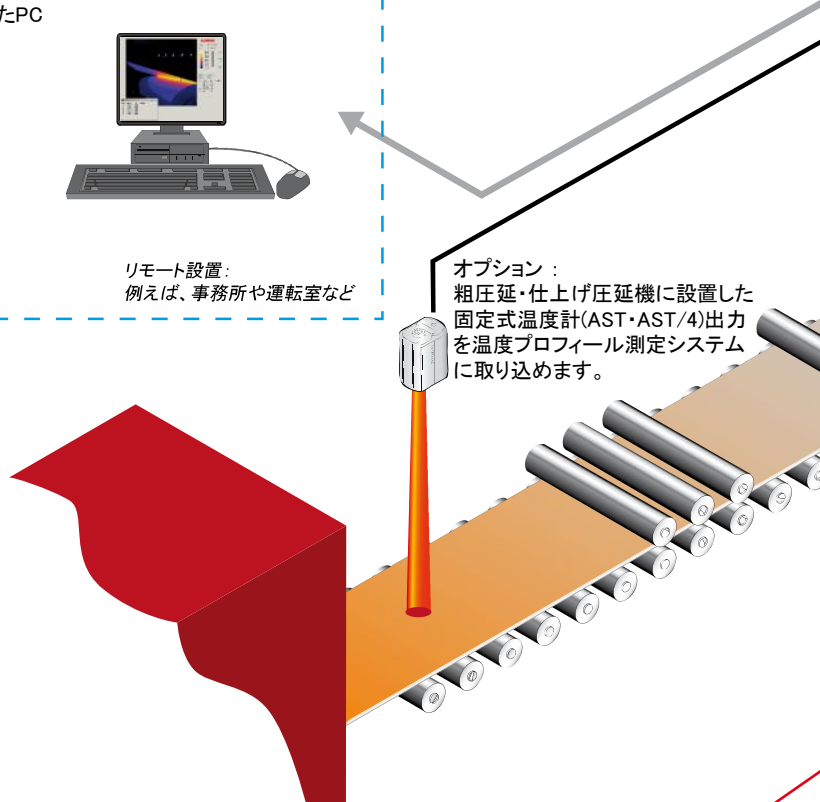 たPC
リモート設置：
例えば、事務所や運転室など
オプション ：
粗圧延・仕上げ圧延機に設置した
固定式温度計(AST・AST/4)出力
を温度プロフィール測定システム
に取り込めます。